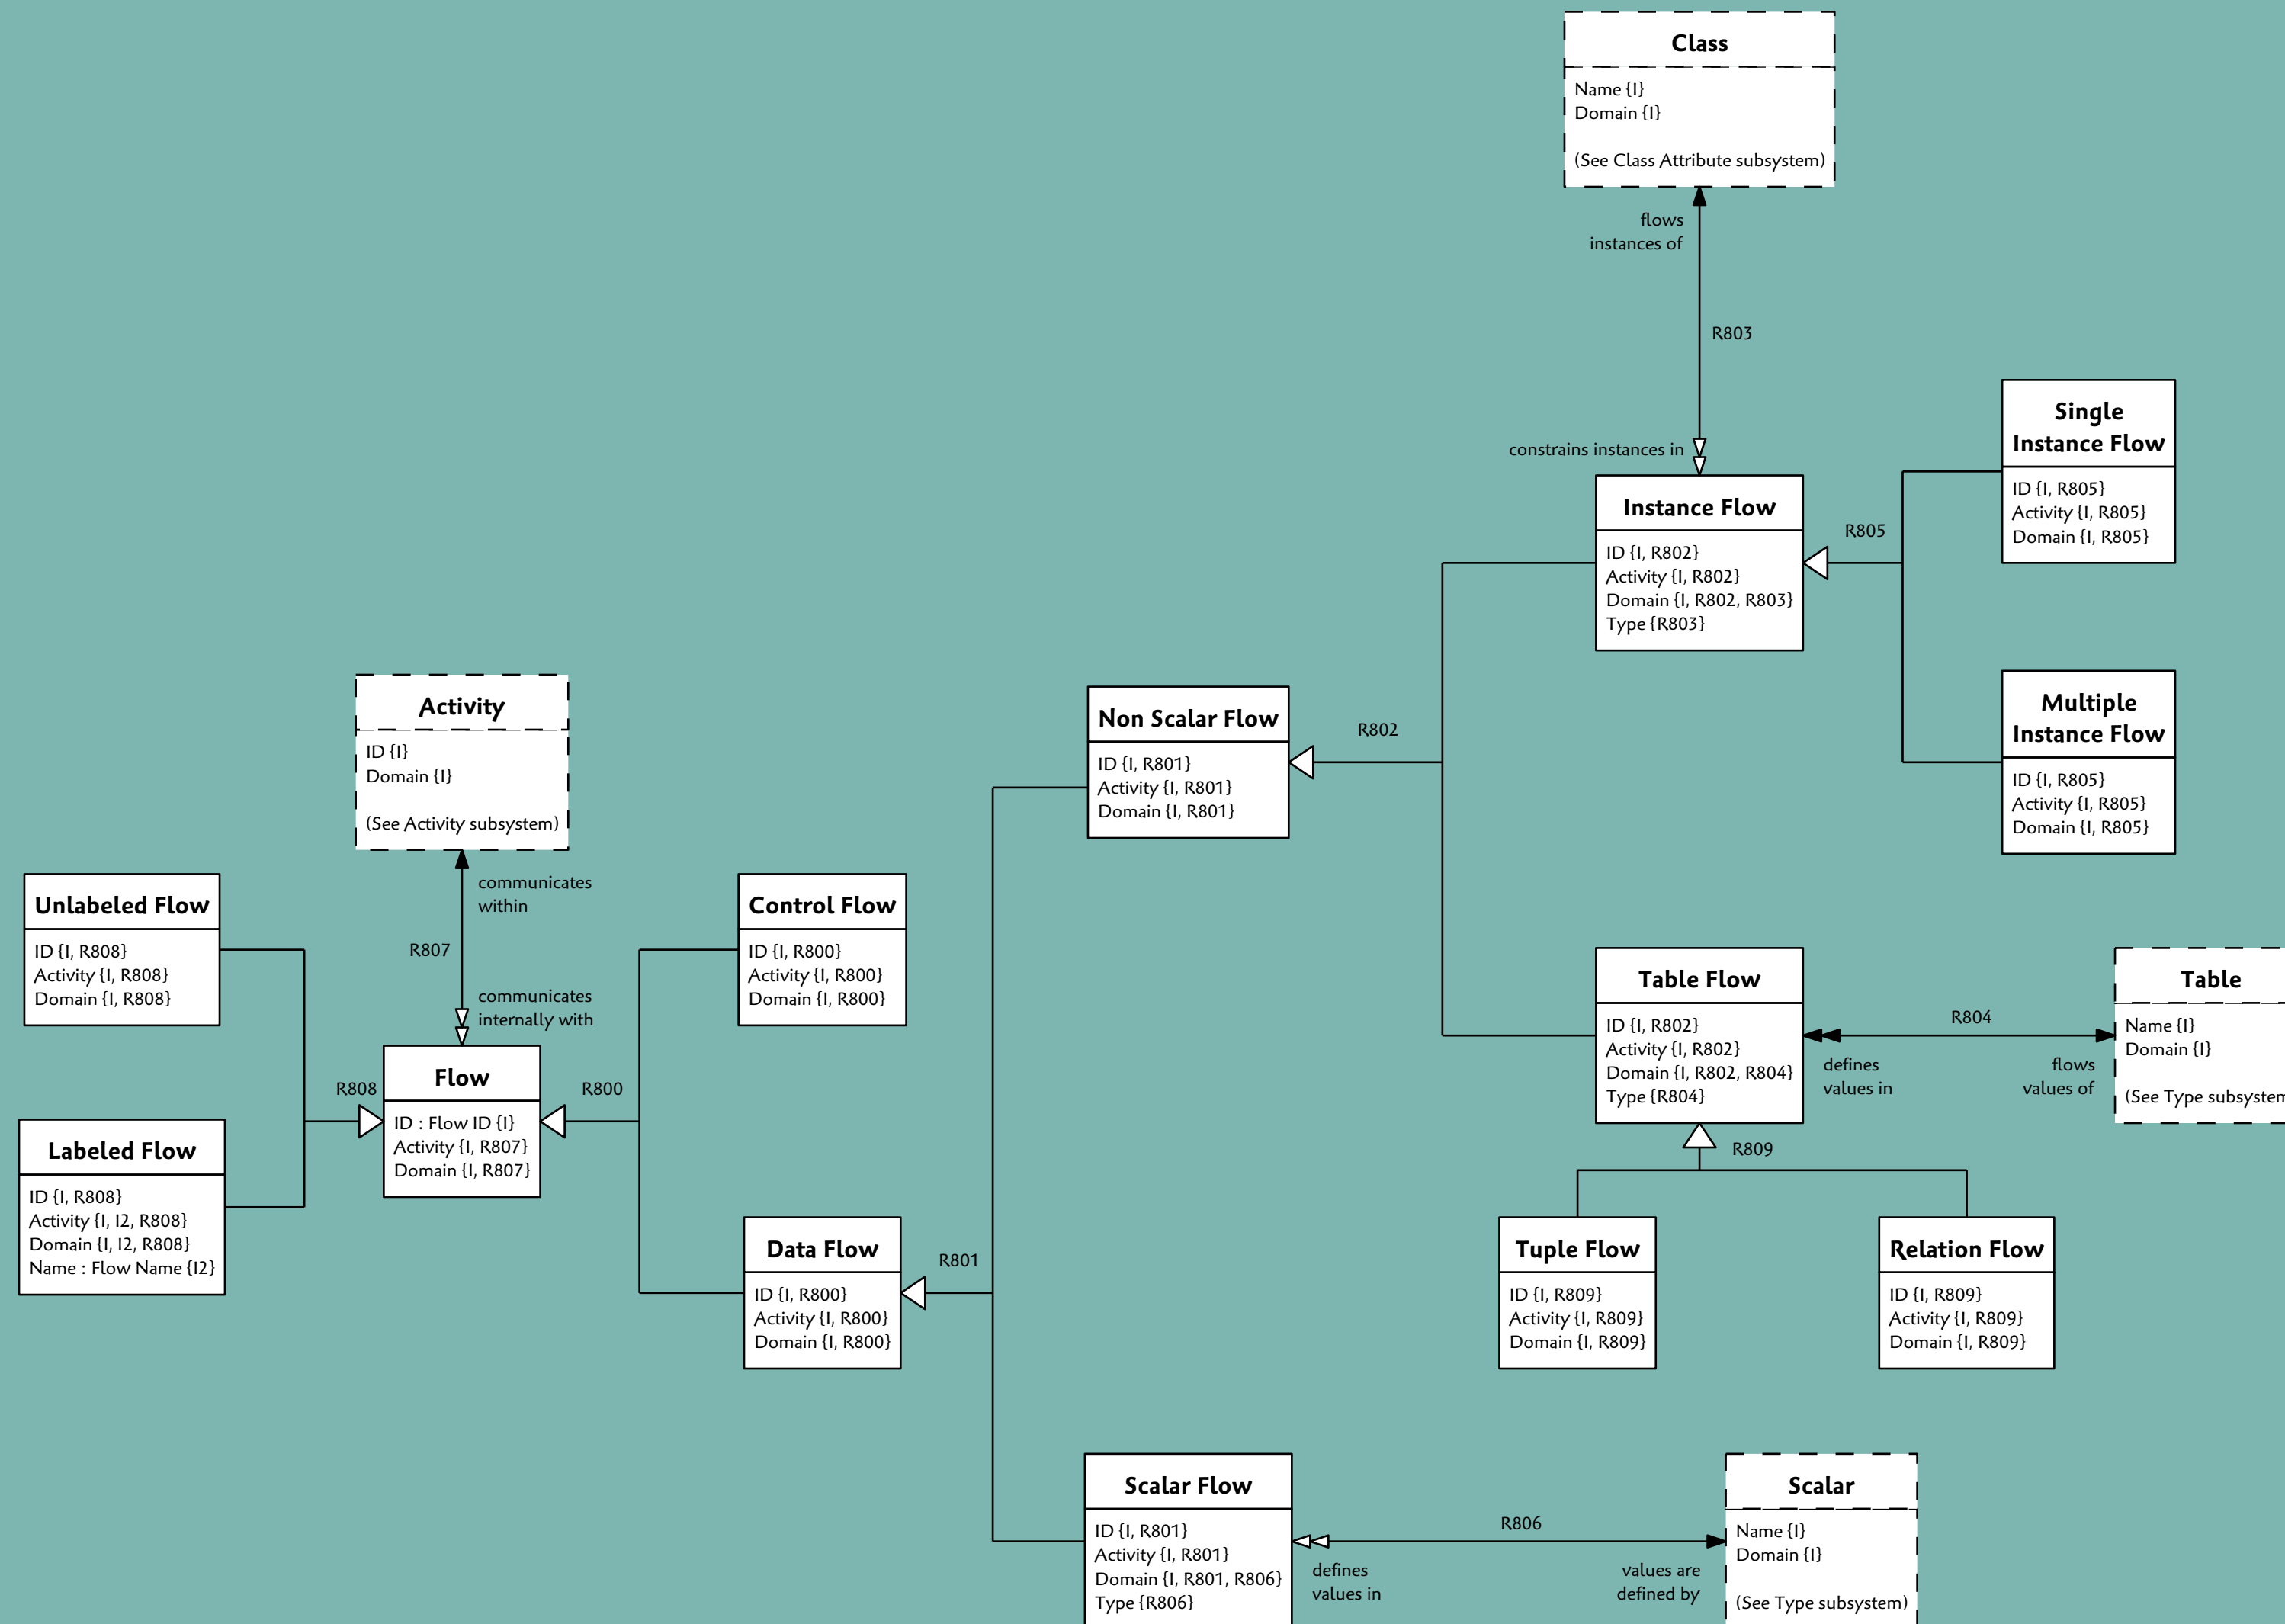 Class
Name {I}
Domain {I}
(See Class Attribute subsystem)
flows
instances of
R803
constrains instances in
Single
Instance Flow
ID {I, R805}
Activity {I, R805}
Domain {I, R805}
Instance Flow
ID {I, R802}
Activity {I, R802}
Domain {I, R802, R803}
Type {R803}
R805
Multiple
Instance Flow
ID {I, R805}
Activity {I, R805}
Domain {I, R805}
Activity
ID {I}
Domain {I}
(See Activity subsystem)
Non Scalar Flow
ID {I, R801}
Activity {I, R801}
Domain {I, R801}
R802
communicates
within
R807
communicates
internally with
Unlabeled Flow
ID {I, R808}
Activity {I, R808}
Domain {I, R808}
Control Flow
ID {I, R800}
Activity {I, R800}
Domain {I, R800}
Table Flow
ID {I, R802}
Activity {I, R802}
Domain {I, R802, R804}
Type {R804}
R804
defines
values in
flows
values of
Table
Name {I}
Domain {I}
(See Type subsystem
R808
Flow
ID : Flow ID {I}
Activity {I, R807}
Domain {I, R807}
R800
Labeled Flow
ID {I, R808}
Activity {I, I2, R808}
Domain {I, I2, R808}
Name : Flow Name {I2}
R809
Data Flow
ID {I, R800}
Activity {I, R800}
Domain {I, R800}
R801
Tuple Flow
ID {I, R809}
Activity {I, R809}
Domain {I, R809}
Relation Flow
ID {I, R809}
Activity {I, R809}
Domain {I, R809}
Scalar Flow
ID {I, R801}
Activity {I, R801}
Domain {I, R801, R806}
Type {R806}
R806
defines
values in
values are
defined by
Scalar
Name {I}
Domain {I}
(See Type subsystem)